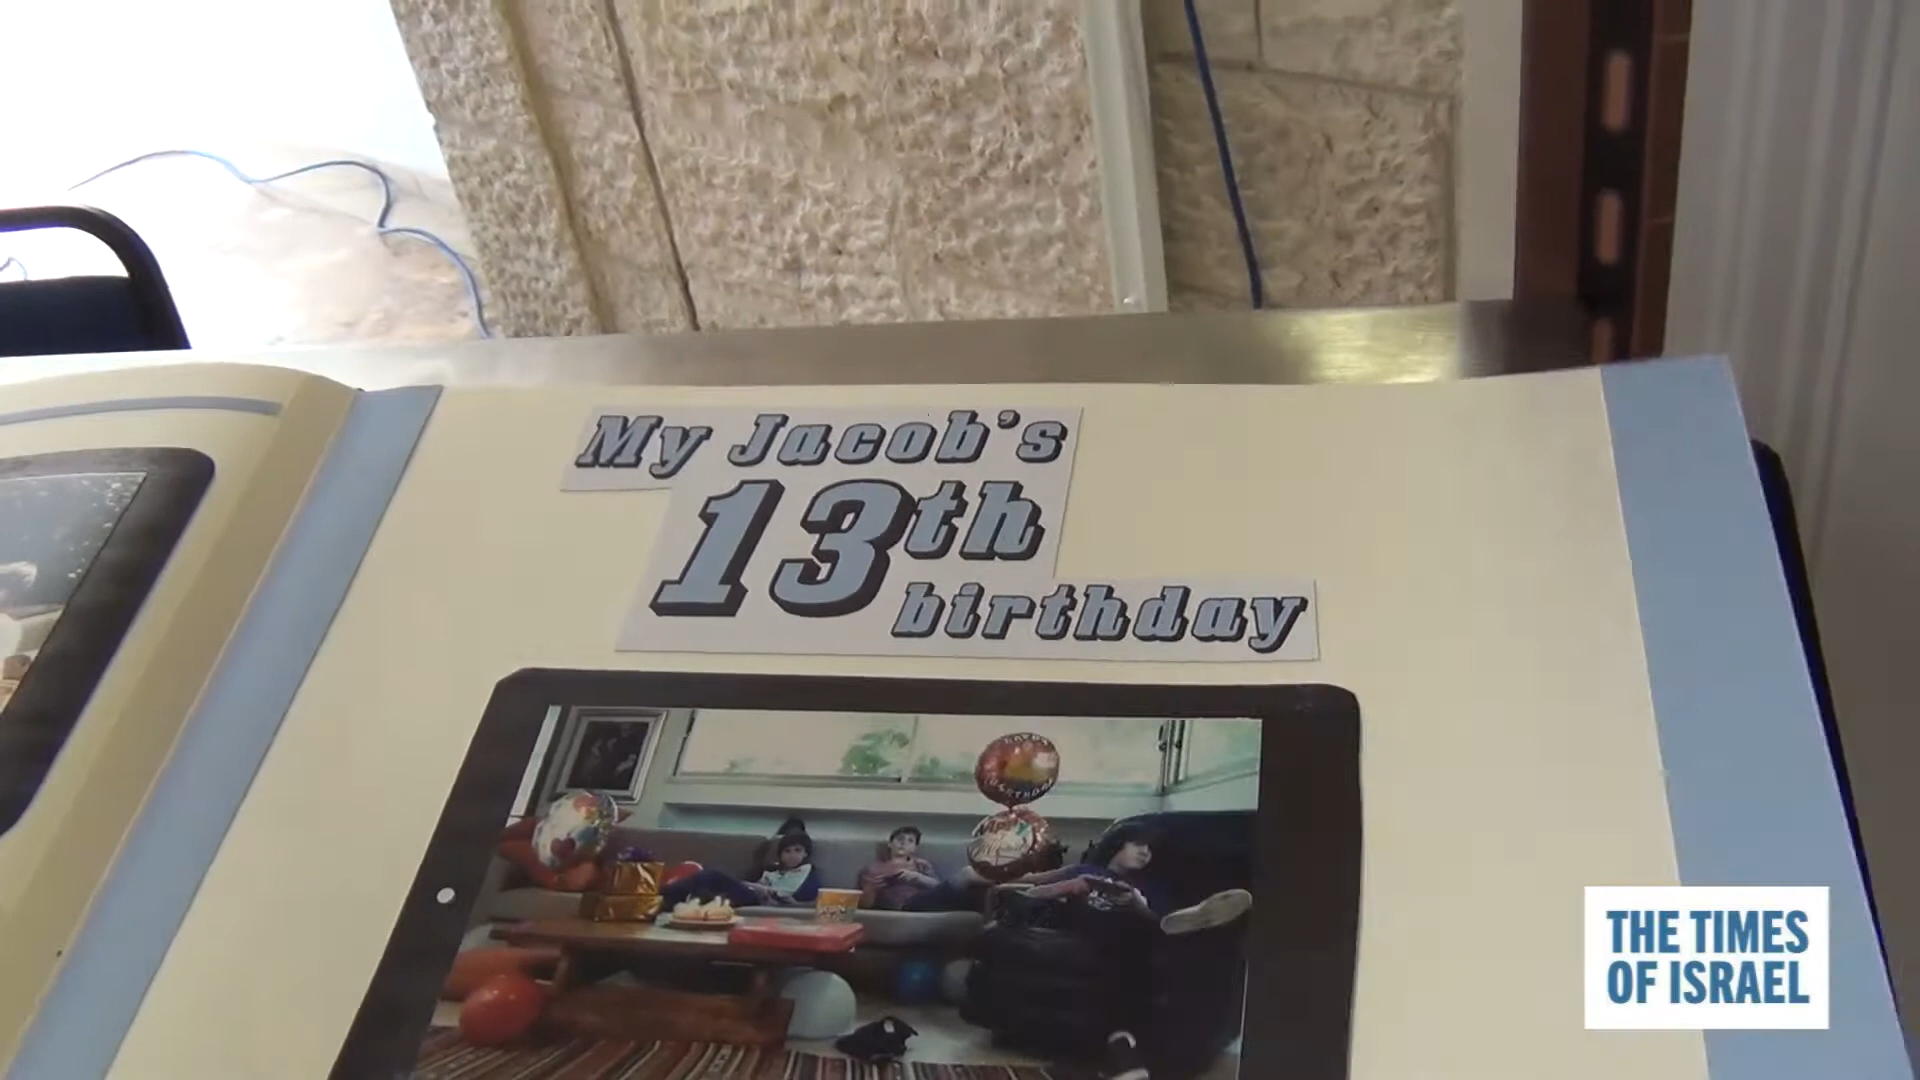 My Jacob's
13th
birthday
THE TIMES
OF ISRAEL